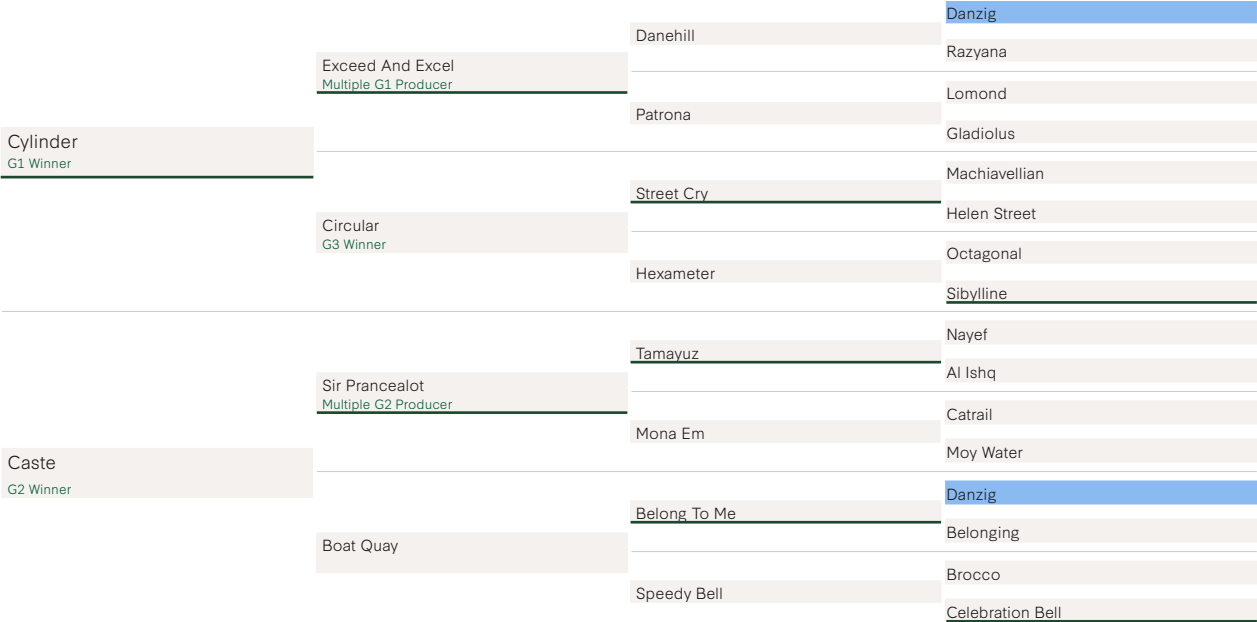 Cylinder
G1 Winner
Caste
G2 Winner
Exceed And Excel
Multiple G1 Producer
Circular
G3 Winner
Sir Prancealot
Multiple G2 Producer
Boat Quay
Danehill
Patrona
Street Cry
Hexameter
Tamayuz
Mona Em
Belong To Me
Speedy Bell
Danzig
Razyana
Lomond
Gladiolus
Machiavellian
Helen Street
Octagonal
Sibylline
Nayef
Al Ishq
Catrail
Moy Water
Danzig
Belonging
Brocco
Celebration Bell